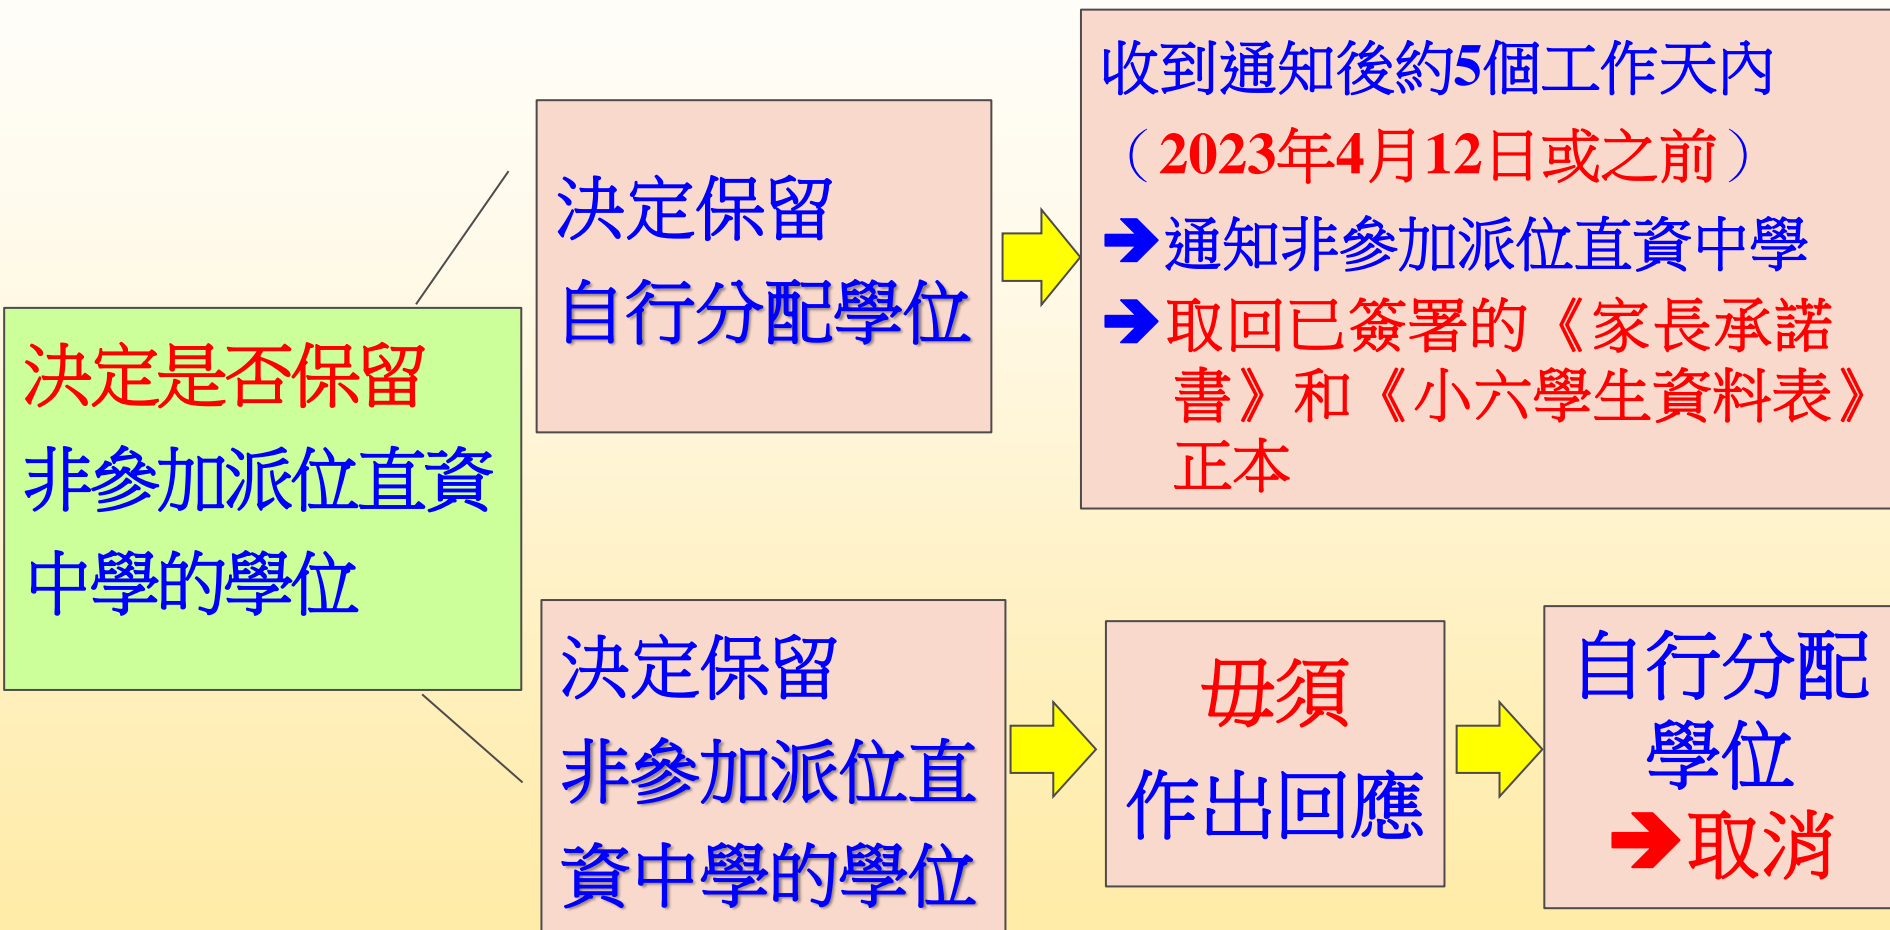 決定是否保留
非參加派位直資
中學的學位
決定保留
自行分配學位
收到通知後約5個工作天內
（2023年4月12日或之前）
➔通知非參加派位直資中學
➔取回已簽署的《家長承諾
書》和《小六學生資料表》
正本
決定保留
非參加派位直
資中學的學位
毋須
作出回應
自行分配
學位
➔取消